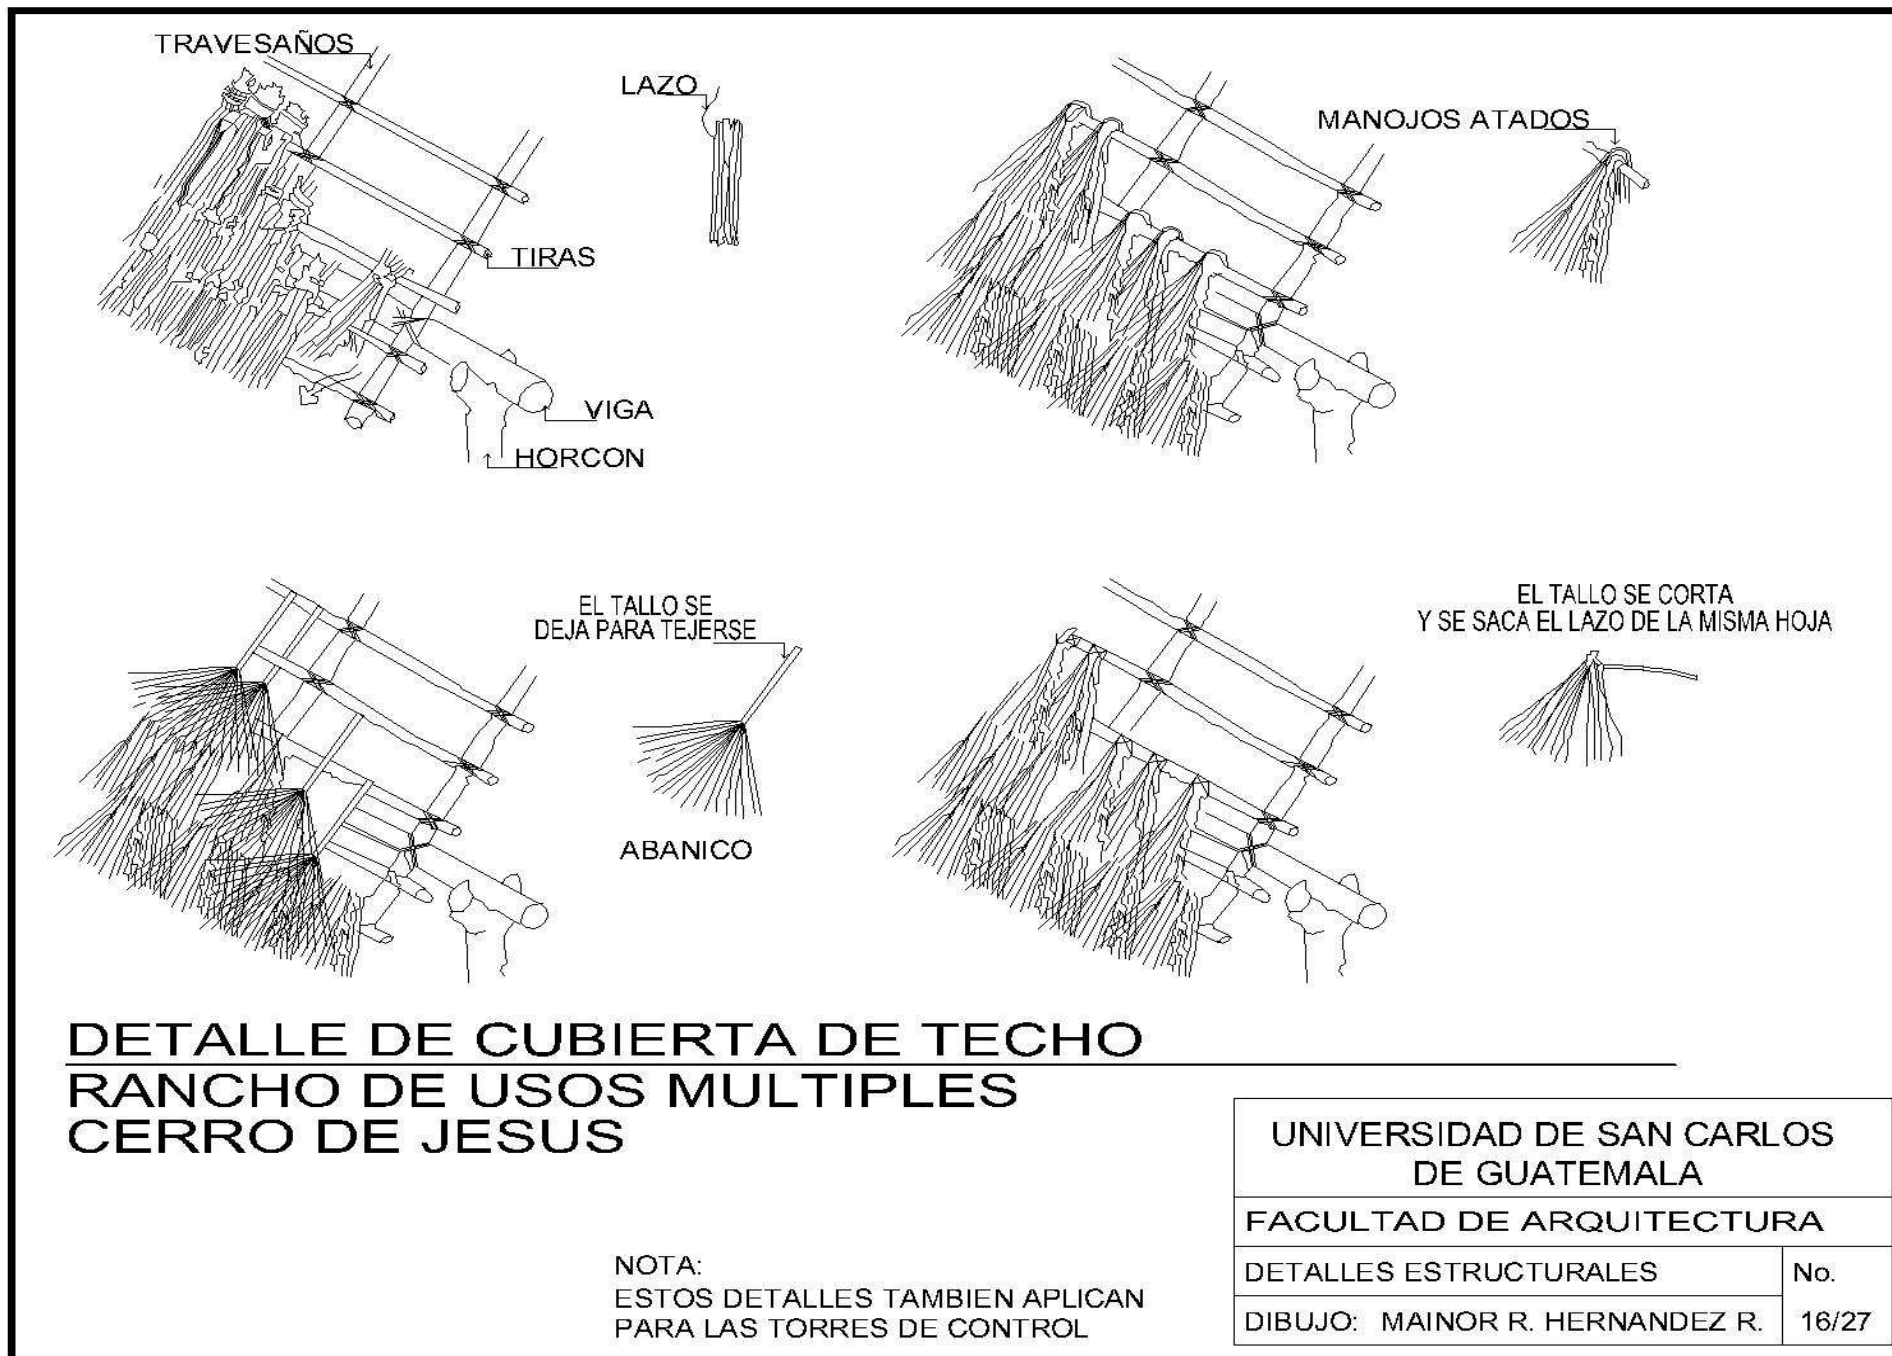 TRAVESAÑOS
LAZO
MANOJOS ATADOS
TIRAS
VIGA
HORCON
EL TALLO SE
DEJA PARA TEJERSE
ABANICO
EL TALLO SE CORTA
Y SE SACA EL LAZO DE LA MISMA HOJA
DETALLE DE CUBIERTA DE TECHO
RANCHO DE USOS MULTIPLES
CERRO DE JESUS
NOTA:
ESTOS DETALLES TAMBIEN APLICAN
PARA LAS TORRES DE CONTROL
UNIVERSIDAD DE SAN CARLOS
DE GUATEMALA
FACULTAD DE ARQUITECTURA
DETALLES ESTRUCTURALES
No.
DIBUJO: MAINOR R. HERNANDEZ R.
16/27